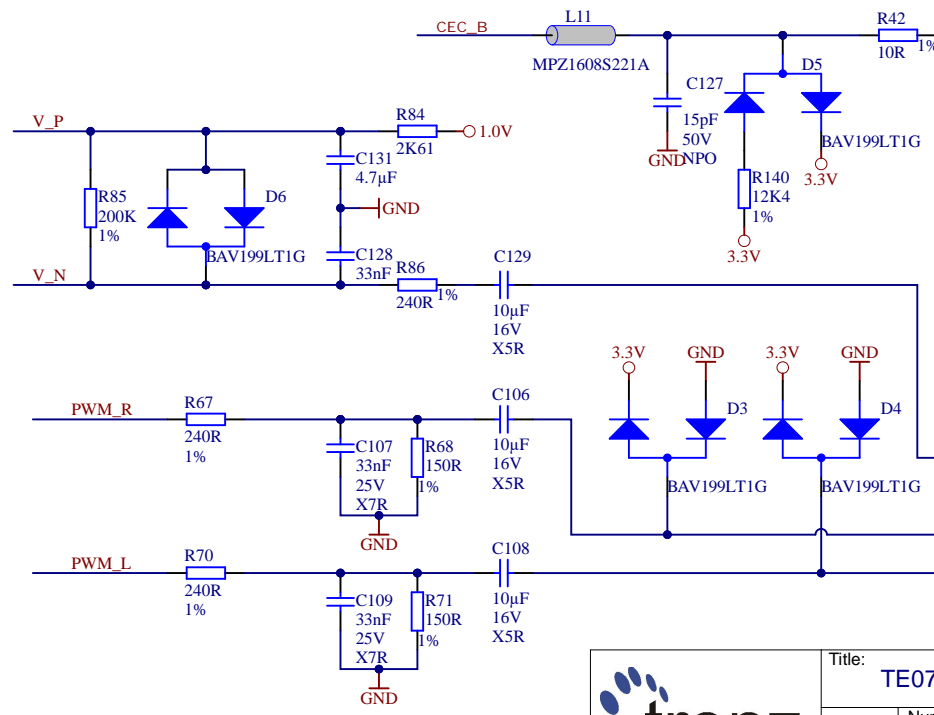 CEC_B
L11
MPZ1608S221A
R42
10R
1%
C127
15pF
50V
NPO
GND
D5
BAV199LT1G
3.3V
R140
12K4
1%
3.3V
V_P
R84
2K61
1.0V
C131
4.7µF
GND
R85
200K
1%
D6
BAV199LT1G
C128
33nF
V_N
R86
240R
1%
C129
10µF
16V
X5R
3.3V
GND
3.3V
GND
D3
BAV199LT1G
D4
BAV199LT1G
PWM_R
R67
240R
1%
C107
33nF
25V
X7R
R68
150R
1%
GND
C106
10µF
16V
X5R
PWM_L
R70
240R
1%
C109
33nF
25V
X7R
R71
150R
1%
GND
C108
10µF
16V
X5R
Title:
TE07